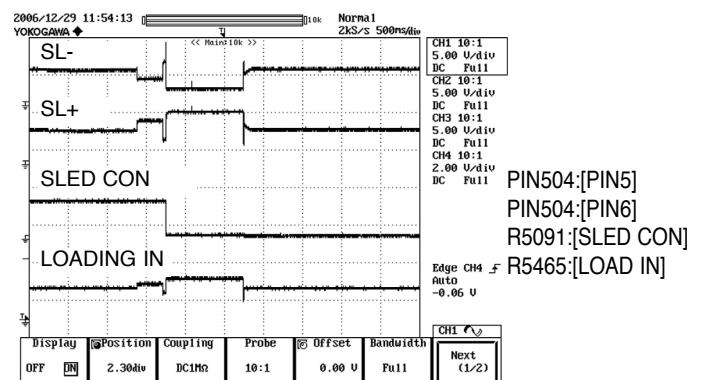 2006/12/29 11:54:13
10k
Normal
YOKOGAWA
2kS/s 500ms/div
<< Main:10k >>
SL-
SL+
SLED CON
LOADING IN
CH1 10:1
5.00 V/div
DC Full
CH2 10:1
5.00 V/div
DC Full
CH3 10:1
5.00 V/div
DC Full
CH4 10:1
2.00 V/div
DC Full
Edge CH4
Auto
-0.06 V
PIN504:[PIN5]
PIN504:[PIN6]
R5091:[SLED CON]
R5465:[LOAD IN]
CH1
Display
OFF ON
Position
2.30div
Coupling
DC1MΩ
Probe
10:1
Offset
0.00 V
Bandwidth
Full
Next
(1/2)